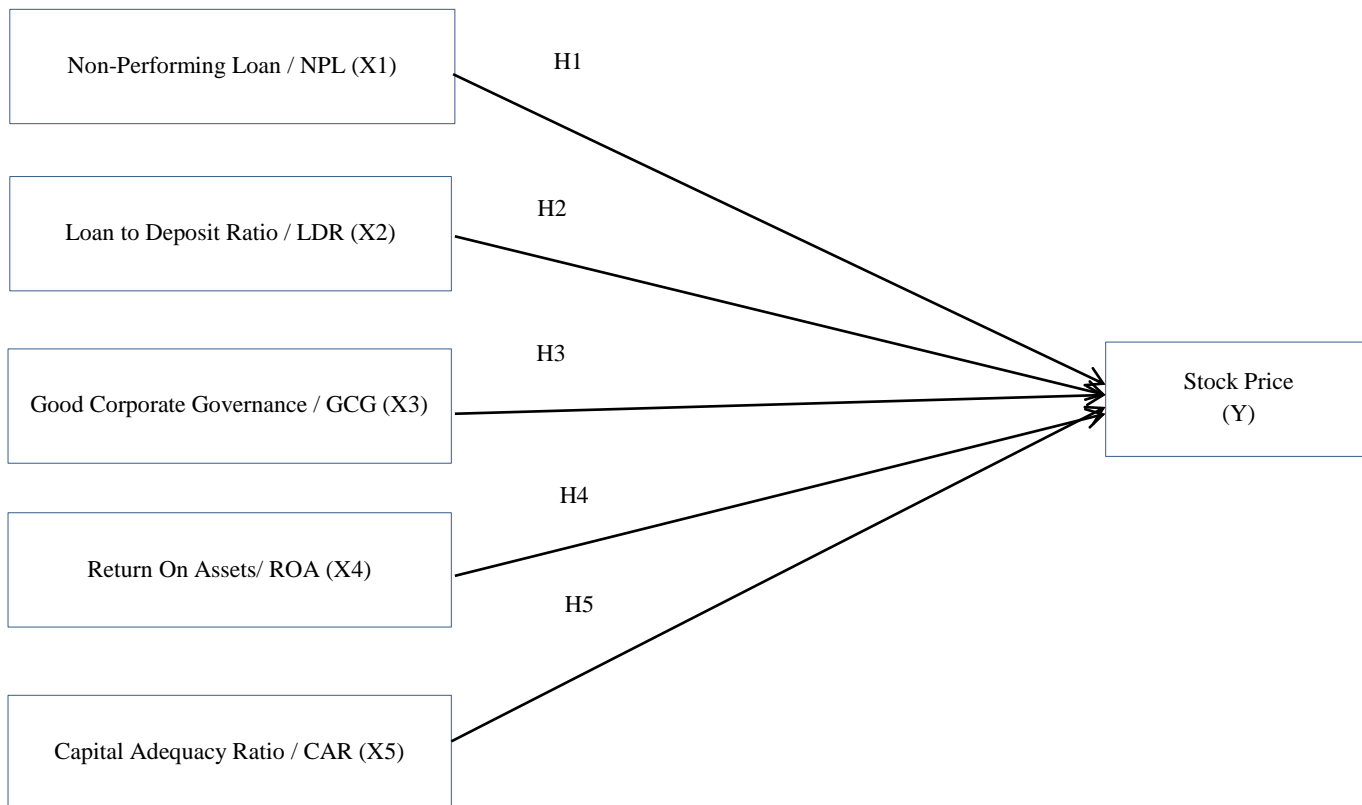 Non-Performing Loan / NPL (X1)
H1
Loan to Deposit Ratio / LDR (X2)
H2
Good Corporate Governance / GCG (X3)
H3
Stock Price
(Y)
Return On Assets/ ROA (X4)
H4
Capital Adequacy Ratio / CAR (X5)
H5